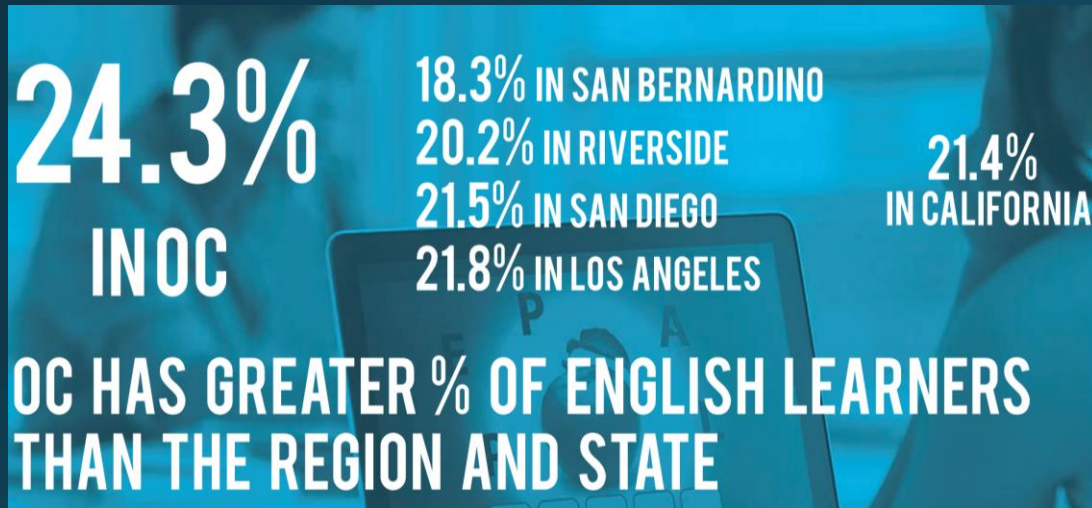 24.3%
IN OC
18.3% IN SAN BERNARDINO
20.2% IN RIVERSIDE
21.5% IN SAN DIEGO
21.8% IN LOS ANGELES
21.4%
IN CALIFORNIA
P
E A
OC HAS GREATER % OF ENGLISH LEARNERS
THAN THE REGION AND STATE